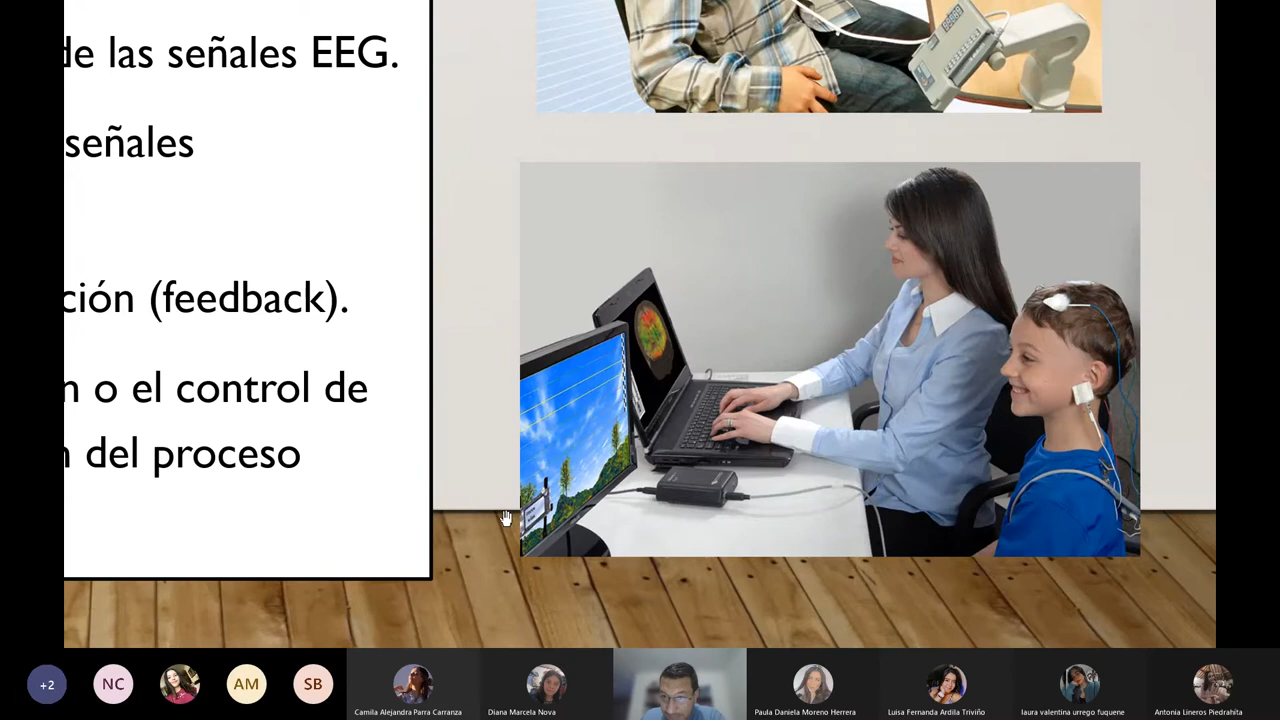 de las señales EEG.
señales
ción (feedback).
n o el control de
del proceso
+2
NC
AM
SB
Camila Alejandra Parra Carranza
Diana Marcela Nova
Paula Daniela Moreno Herrera
Luisa Fernanda Ardila Triviño
laura valentina urrego fuquene
Antonia Lineros Piedrahíta